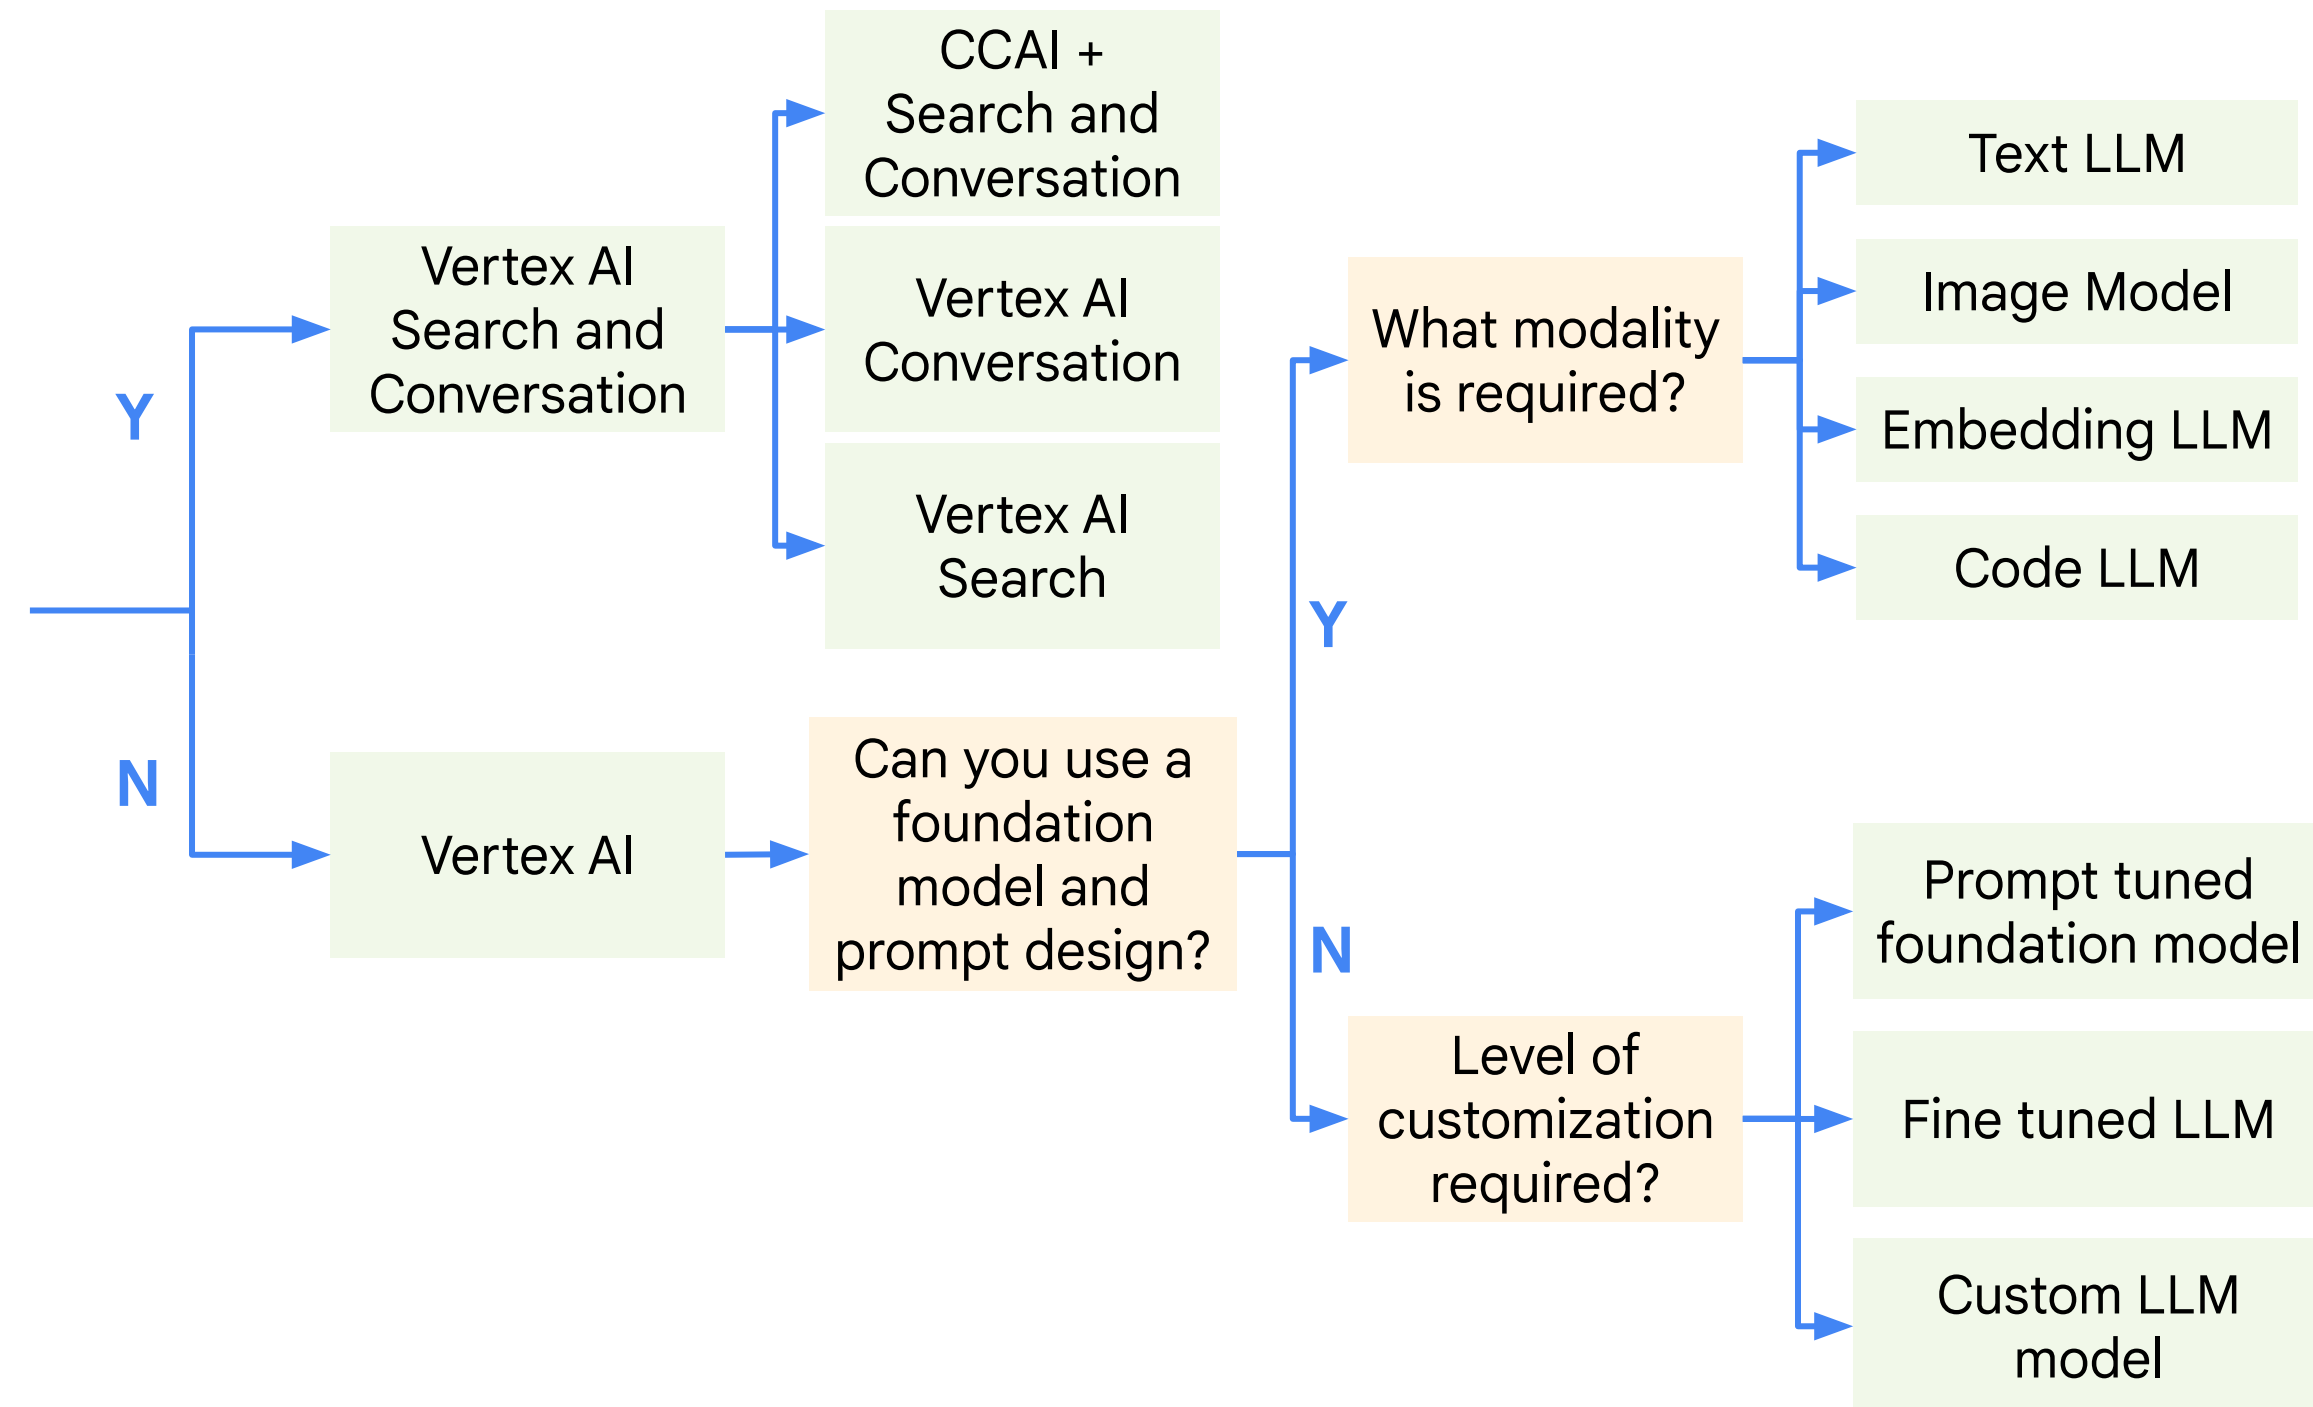 CCAI +
Search and
Conversation
Vertex AI
Search and
Conversation
Vertex AI
Conversation
Vertex AI
Search
Y
N
Vertex AI
Can you use a
foundation
model and
prompt design?
Y
N
What modality
is required?
Text LLM
Image Model
Embedding LLM
Code LLM
Level of
customization
required?
Prompt tuned
foundation model
Fine tuned LLM
Custom LLM
model